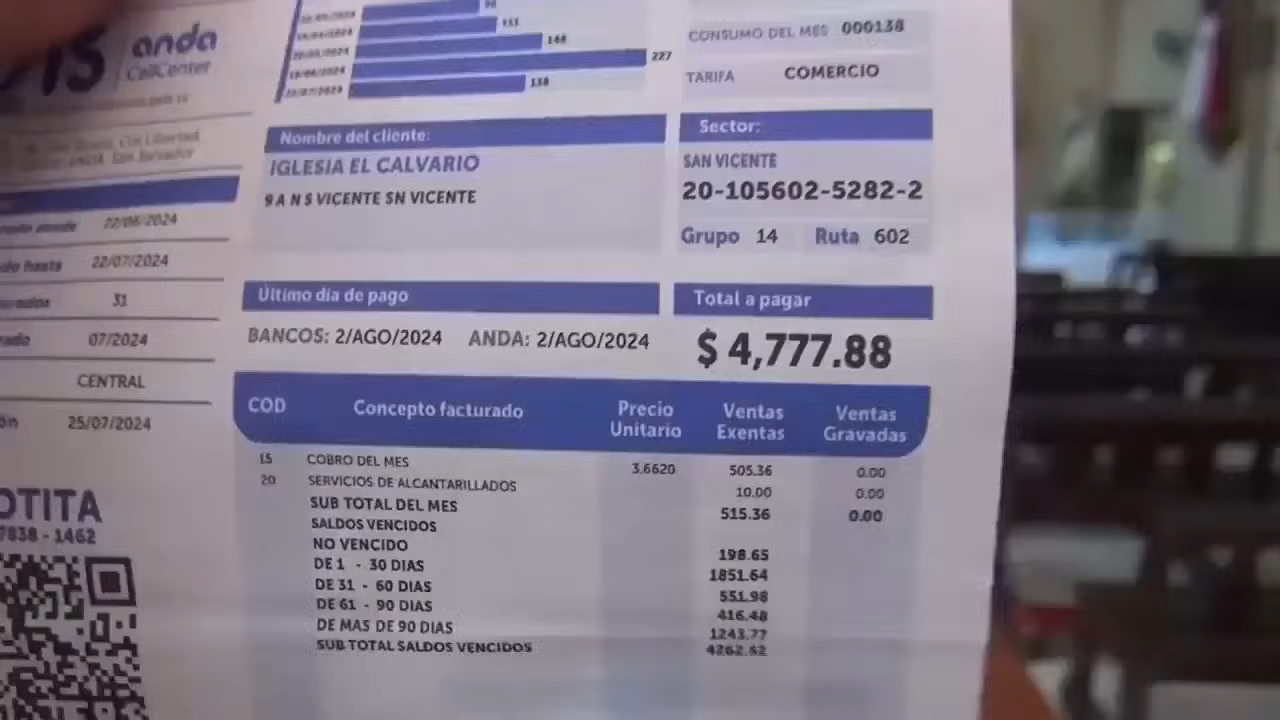 anda
CallCenter
113
148
227
138
CONSUMO DEL MES 000138
TARIFA COMERCIO
Nombre del cliente:
IGLESIA EL CALVARIO
9 A N S VICENTE SN VICENTE
Sector:
SAN VICENTE
20-105602-5282-2
Grupo 14 Ruta 602
22/06/2024
hasta 22/07/2024
31
07/2024
CENTRAL
25/07/2024
OTITA
7838 - 1462
Último día de pago
BANCOS: 2/AGO/2024 ANDA: 2/AGO/2024
Total a pagar
$ 4,777.88
COD Concepto facturado Precio Unitario Ventas Exentas Ventas Gravadas
15 COBRO DEL MES 3.6620 505.36 0.00
20 SERVICIOS DE ALCANTARILLADOS 10.00 0.00
SUB TOTAL DEL MES 515.36 0.00
SALDOS VENCIDOS
NO VENCIDO 198.65
DE 1 - 30 DIAS 1851.64
DE 31 - 60 DIAS 551.98
DE 61 - 90 DIAS 416.48
DE MAS DE 90 DIAS 1243.77
SUB TOTAL SALDOS VENCIDOS 4262.52